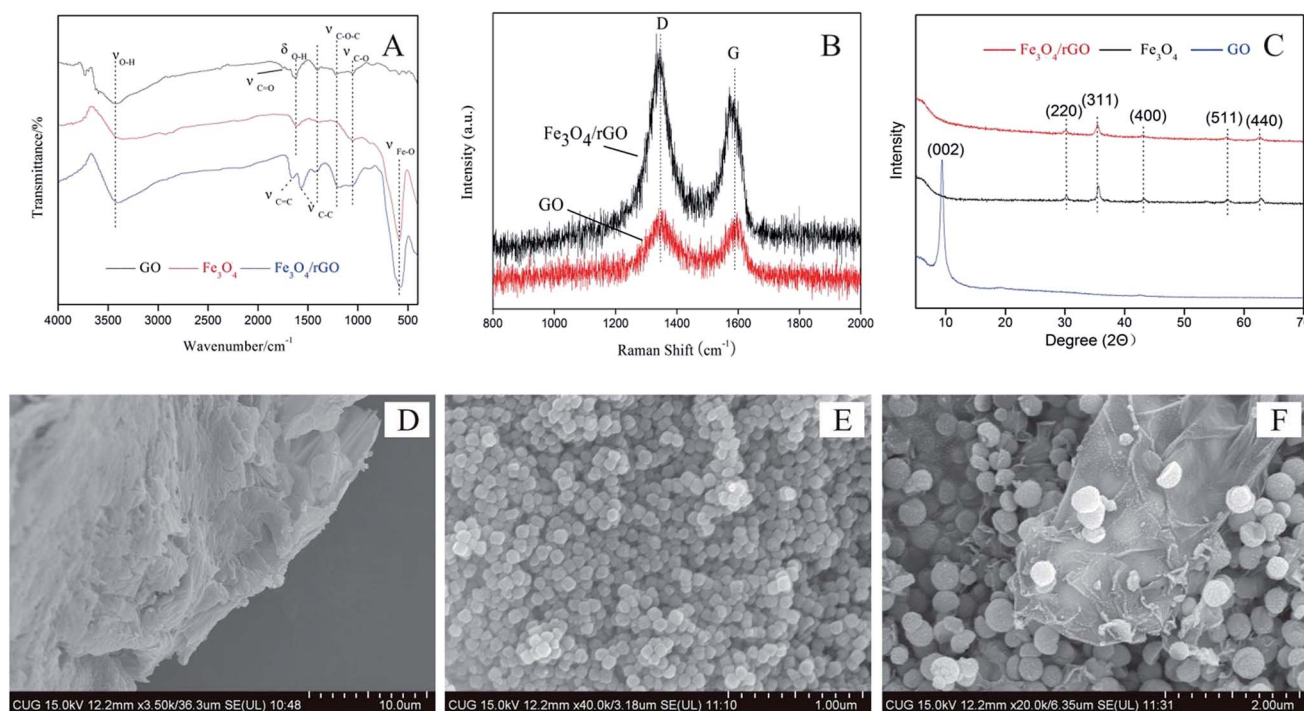 A
ν O-H
δ O-H
ν C-O-C
ν C-O
ν C=O
ν Fe-O
ν C=C
ν C-C
GO Fe3O4 Fe3O4/rGO
Transmittance/%
4000 3500 3000 2500 2000 1500 1000 500
Wavenumber/cm-1
B
D
G
Fe3O4/rGO
GO
Intensity (a.u.)
800 1000 1200 1400 1600 1800 2000
Raman Shift (cm-1)
C
Fe3O4/rGO Fe3O4 GO
(220) (311) (400) (511) (440)
(002)
Intensity
10 20 30 40 50 60 70
Degree (2Θ)
D
CUG 15.0kV 12.2mm x3.50k/36.3um SE(UL) 10:48 10.0um
E
CUG 15.0kV 12.2mm x40.0k/3.18um SE(UL) 11:10 1.00um
F
CUG 15.0kV 12.2mm x20.0k/6.35um SE(UL) 11:31 2.00um